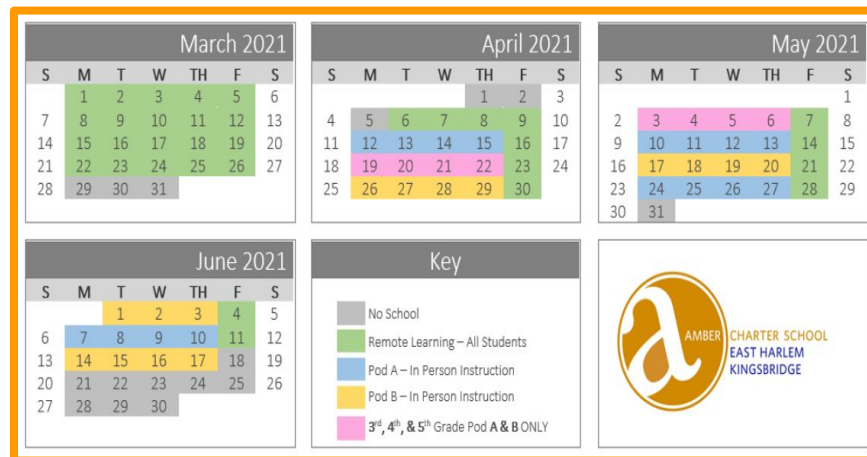 March 2021
S M T W TH F S
1 2 3 4 5 6
7 8 9 10 11 12 13
14 15 16 17 18 19 20
21 22 23 24 25 26 27
28 29 30 31
April 2021
S M T W TH F S
1 2 3
4 5 6 7 8 9 10
11 12 13 14 15 16 17
18 19 20 21 22 23 24
25 26 27 28 29 30
May 2021
S M T W TH F S
1
2 3 4 5 6 7 8
9 10 11 12 13 14 15
16 17 18 19 20 21 22
23 24 25 26 27 28 29
30 31
June 2021
S M T W TH F S
1 2 3 4 5
6 7 8 9 10 11 12
13 14 15 16 17 18 19
20 21 22 23 24 25 26
27 28 29 30
Key
No School
Remote Learning – All Students
Pod A – In Person Instruction
Pod B – In Person Instruction
3rd, 4th, & 5th Grade Pod A & B ONLY
a
AMBER CHARTER SCHOOL
EAST HARLEM
KINGSBRIDGE